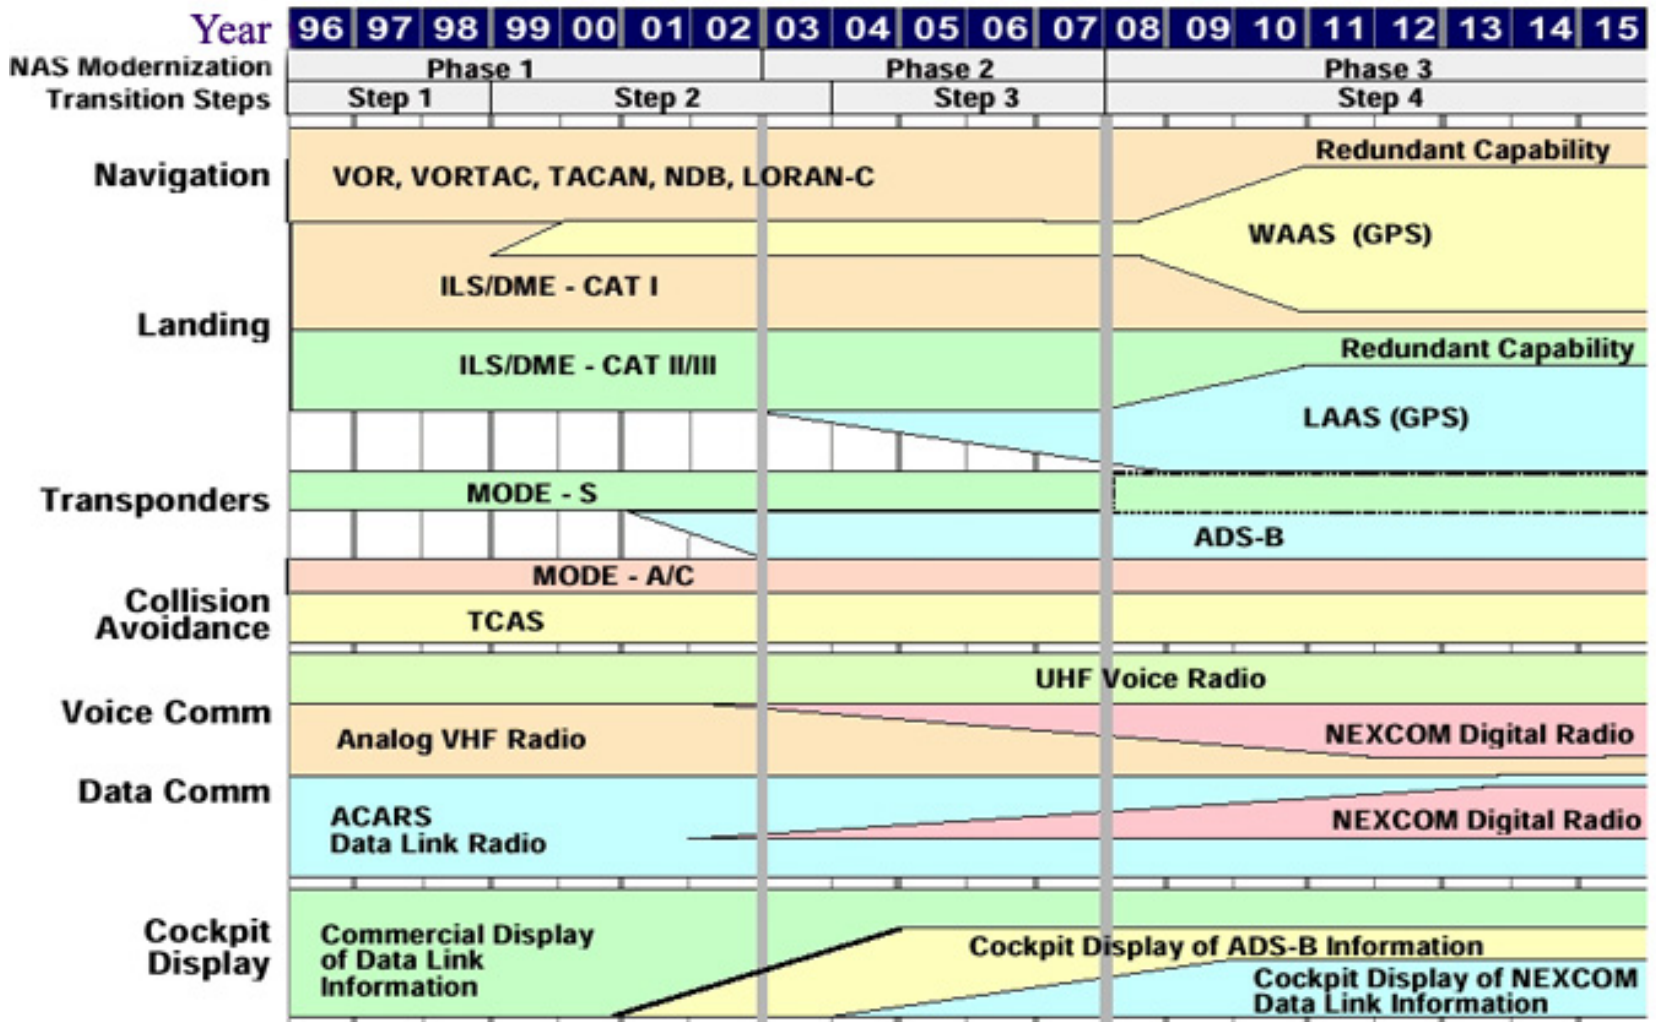 Year 96 97 98 99 00 01 02 03 04 05 06 07 08 09 10 11 12 13 14 15
NAS Modernization Phase 1 Phase 2 Phase 3
Transition Steps Step 1 Step 2 Step 3 Step 4
Redundant Capability
Navigation VOR, VORTAC, TACAN, NDB, LORAN-C
WAAS (GPS)
ILS/DME - CAT I
Landing
Redundant Capability
ILS/DME - CAT II/III
LAAS (GPS)
Transponders MODE - S
ADS-B
MODE - A/C
Collision
Avoidance
TCAS
UHF Voice Radio
Voice Comm
Analog VHF Radio
NEXCOM Digital Radio
Data Comm
ACARS
Data Link Radio
NEXCOM Digital Radio
Cockpit
Display
Commercial Display
of Data Link
Information
Cockpit Display of ADS-B Information
Cockpit Display of NEXCOM
Data Link Information